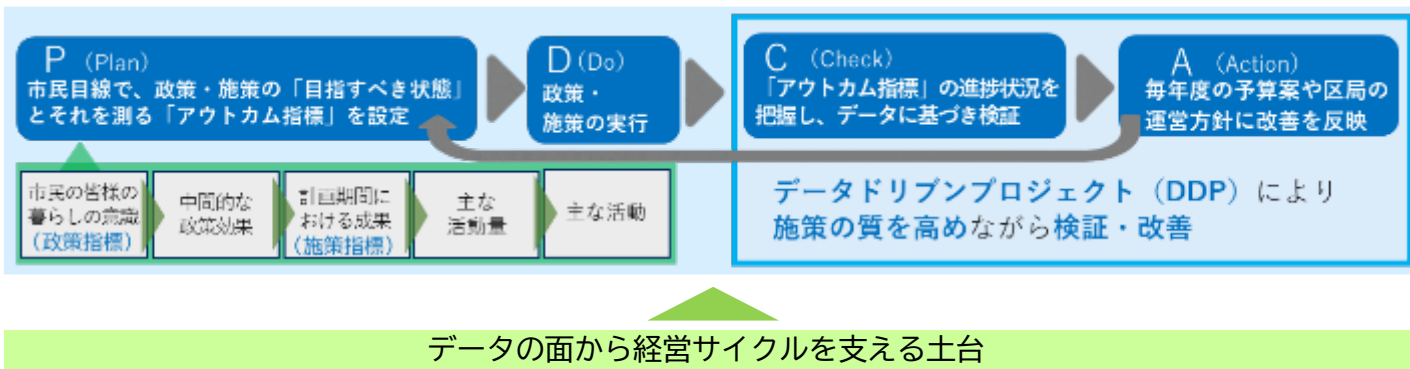 P (Plan)
市民目線で、政策・施策の「目指すべき状態」
とそれを測る「アウトカム指標」を設定
D (Do)
政策・
施策の実行
C (Check)
「アウトカム指標」の進捗状況を
把握し、データに基づき検証
A (Action)
毎年度の予算案や区局の
運営方針に改善を反映
市民の皆様の
暮らしの意識
(政策指標)
中間的な
政策効果
計画期間に
おける成果
(施策指標)
主な
活動量
主な活動
データドリブンプロジェクト(DDP)により
施策の質を高めながら検証・改善
データの面から経営サイクルを支える土台